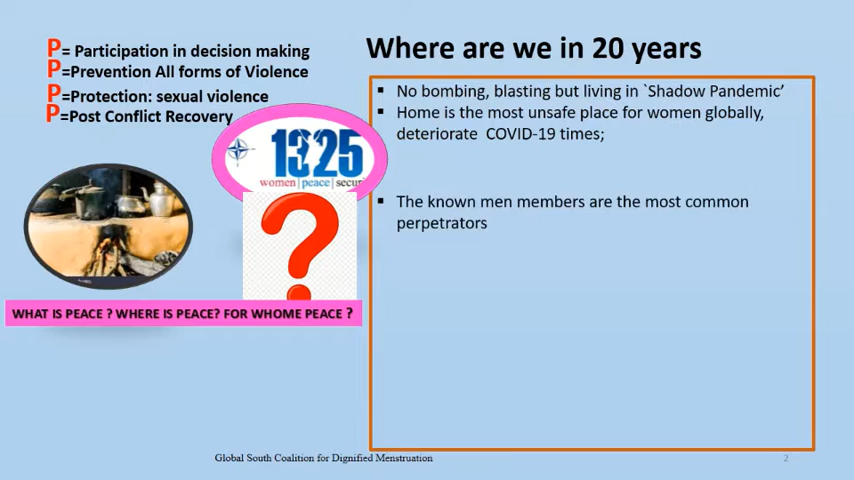 P= Participation in decision making
P=Prevention All forms of Violence
P=Protection: sexual violence
P=Post Conflict Recovery
1325
women|peace|secur
?
WHAT IS PEACE ? WHERE IS PEACE? FOR WHOME PEACE ?
Where are we in 20 years
▪ No bombing, blasting but living in `Shadow Pandemic’
▪ Home is the most unsafe place for women globally,
deteriorate COVID-19 times;
▪ The known men members are the most common
perpetrators
Global South Coalition for Dignified Menstruation
2